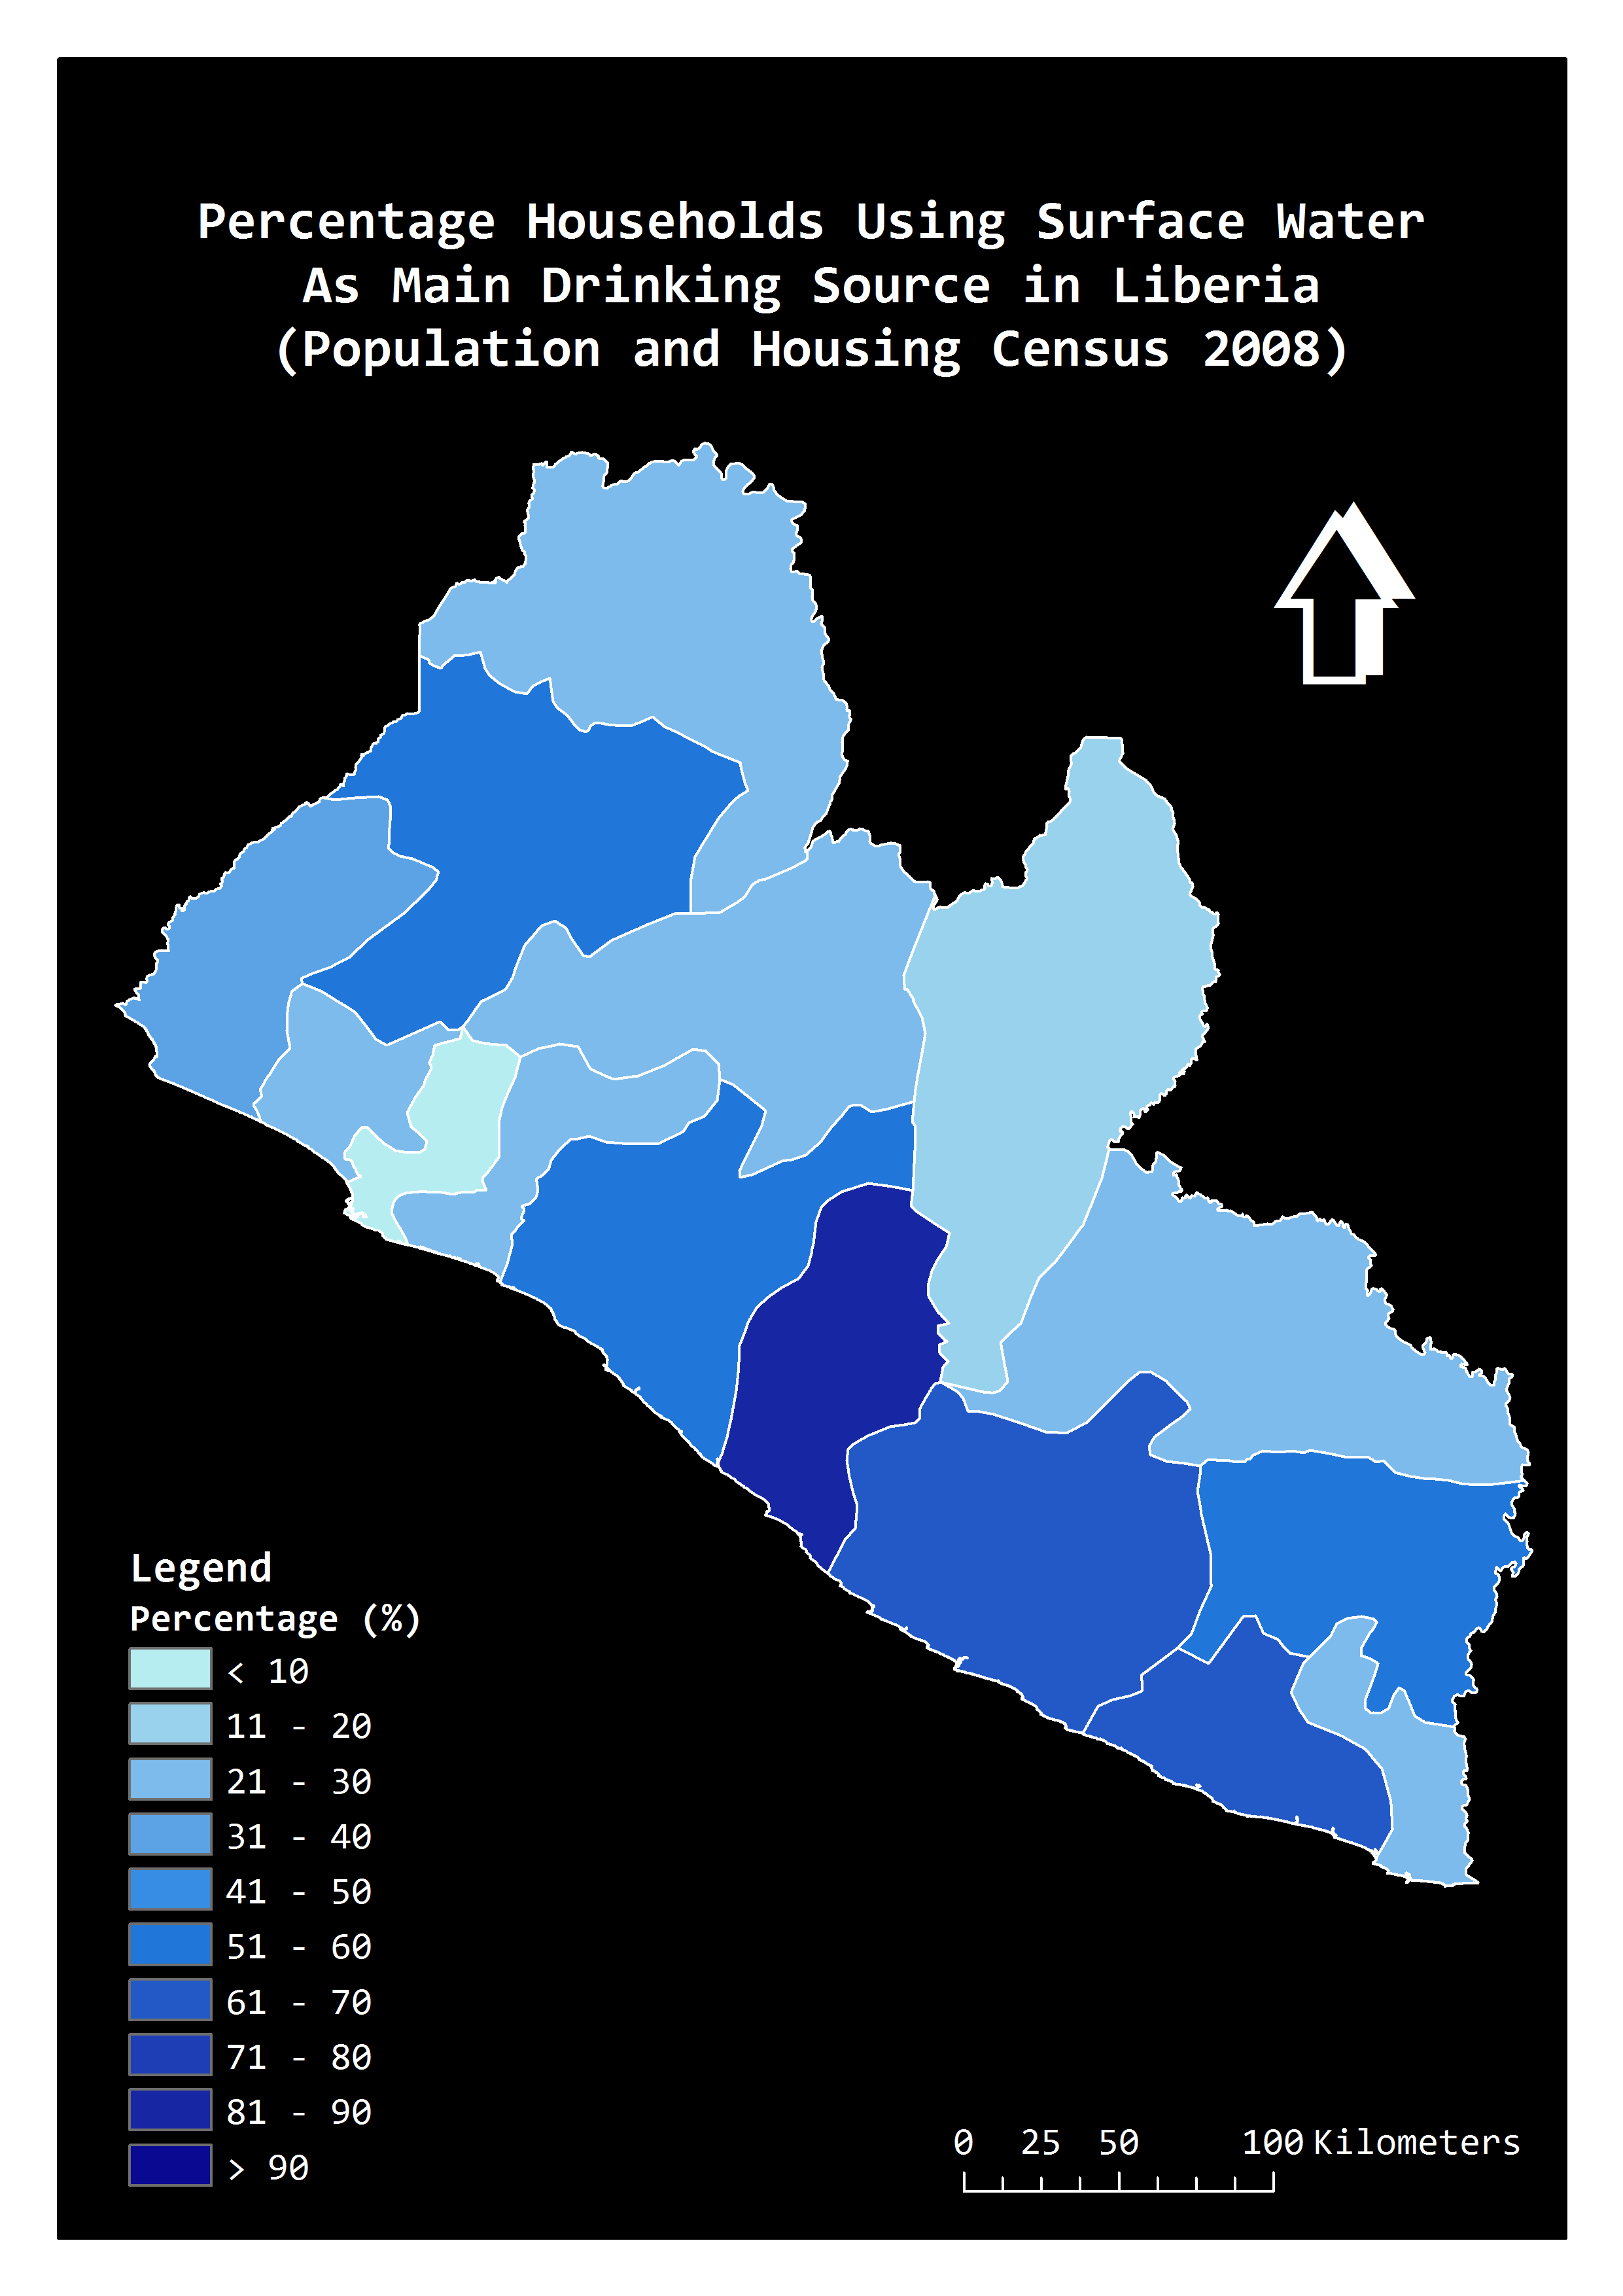 Percentage Households Using Surface Water
As Main Drinking Source in Liberia
(Population and Housing Census 2008)
Legend
Percentage (%)
< 10
11 - 20
21 - 30
31 - 40
41 - 50
51 - 60
61 - 70
71 - 80
81 - 90
> 90
0 25 50 100 Kilometers